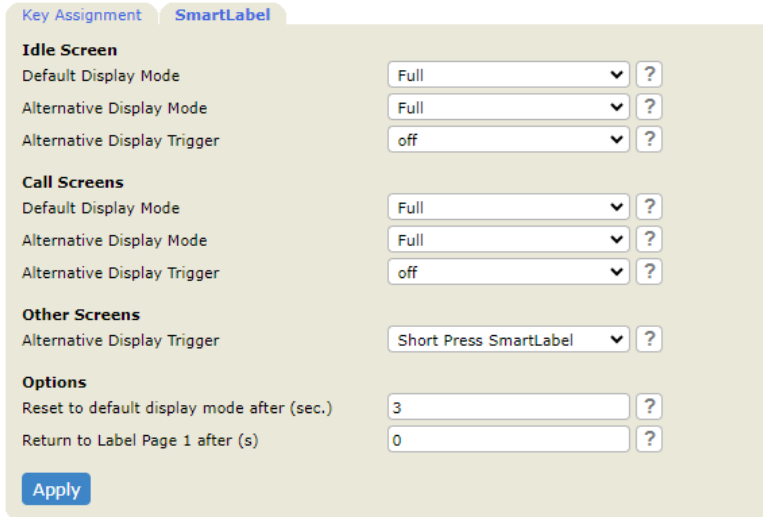 Key Assignment SmartLabel
Idle Screen
Default Display Mode Full ?
Alternative Display Mode Full ?
Alternative Display Trigger off ?
Call Screens
Default Display Mode Full ?
Alternative Display Mode Full ?
Alternative Display Trigger off ?
Other Screens
Alternative Display Trigger Short Press SmartLabel ?
Options
Reset to default display mode after (sec.) 3 ?
Return to Label Page 1 after (s) 0 ?
Apply